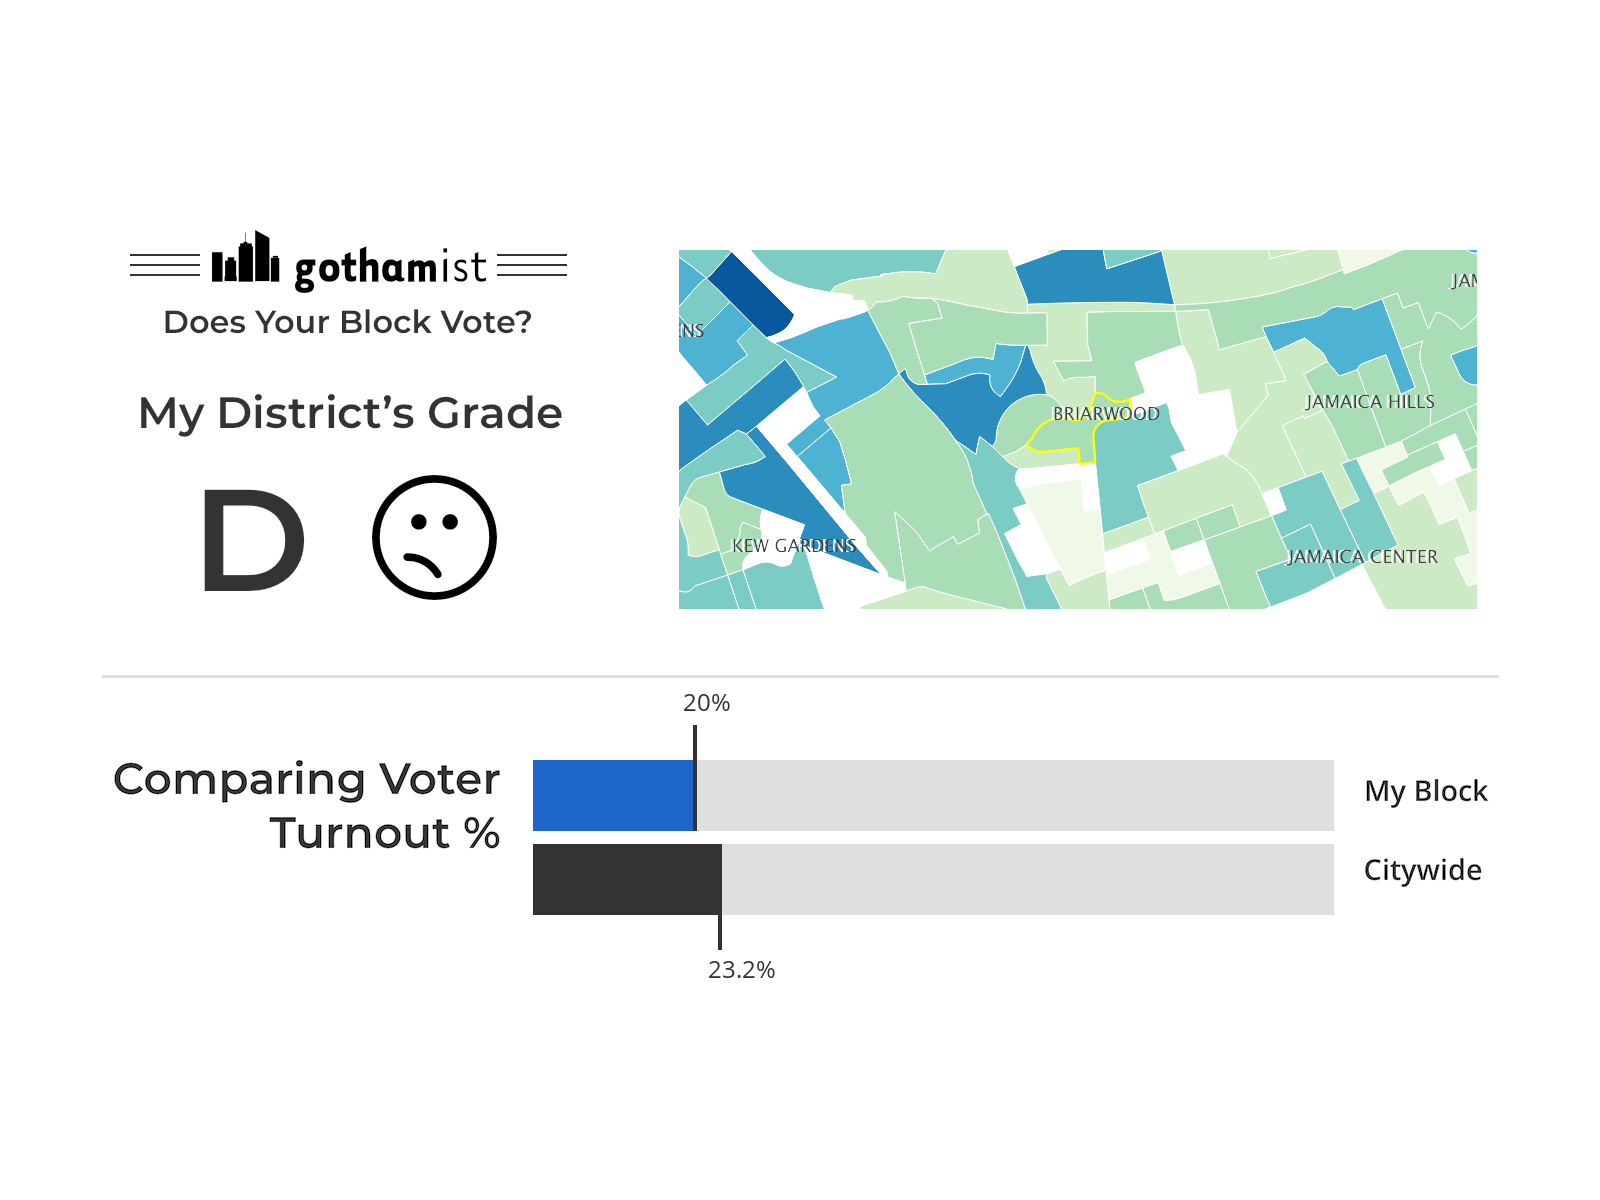 gothamist
Does Your Block Vote?
My District's Grade
D
JAM
ENS
JAMAICA HILLS
BRIARWOOD
KEW GARDENS
JAMAICA CENTER
20%
Comparing Voter
Turnout %
My Block
Citywide
23.2%